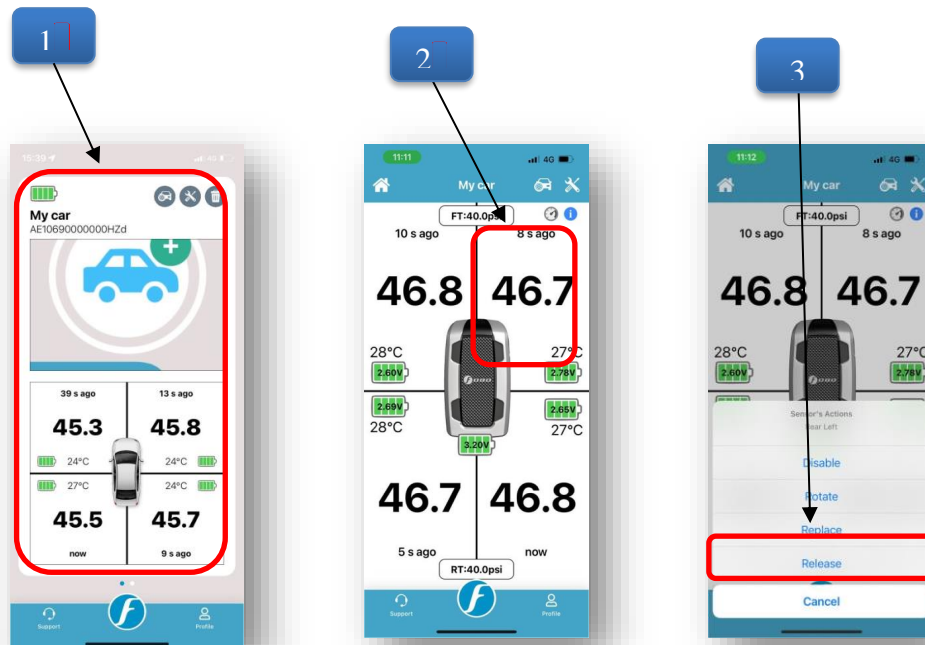 1
2
3
15:39
4G
My car
AE10690000000HZd
39 s ago
13 s ago
45.3
45.8
24°C
24°C
27°C
24°C
45.5
45.7
now
9 s ago
Support
Profile
11:11
4G
My car
FT:40.0psi
10 s ago
8 s ago
46.8
46.7
28°C
27°C
2.60V
2.78V
FOBO
2.69V
2.65V
28°C
27°C
3.20V
46.7
46.8
5 s ago
now
RT:40.0psi
Support
Profile
11:12
4G
My car
FT:40.0psi
10 s ago
8 s ago
46.8
46.7
28°C
27°C
2.60V
2.78V
Sensor's Actions
Rear Left
Disable
Rotate
Replace
Release
Cancel